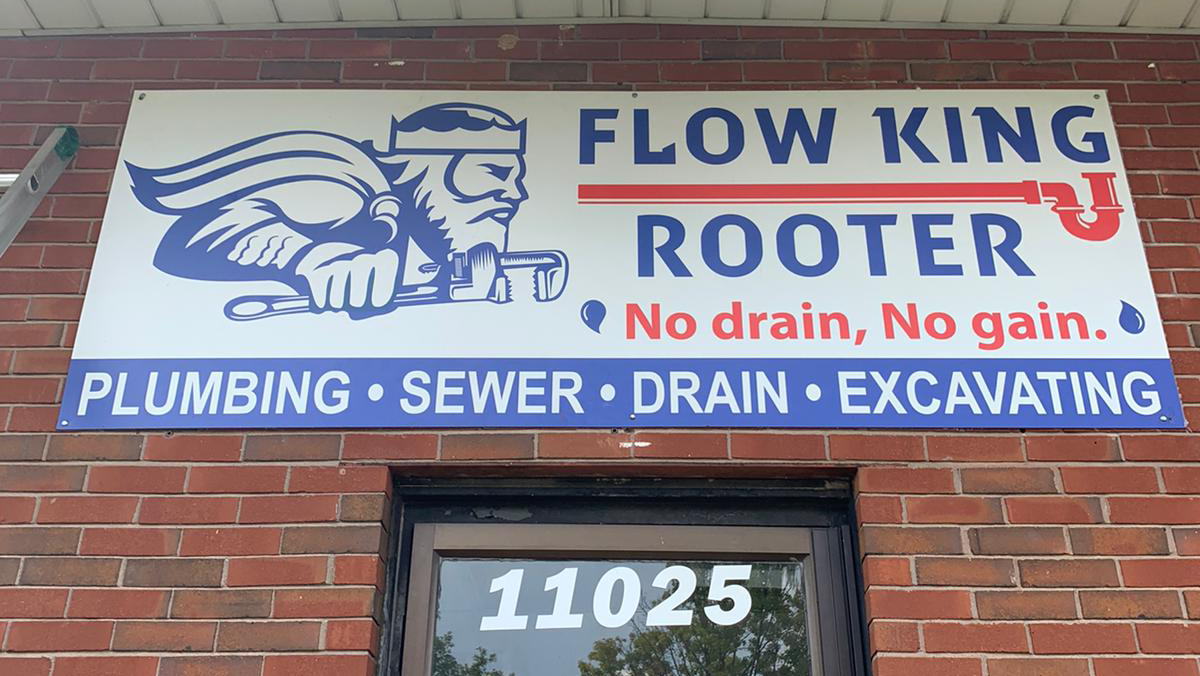 FLOW KING
ROOTER
No drain, No gain.
PLUMBING • SEWER • DRAIN • EXCAVATING
11025